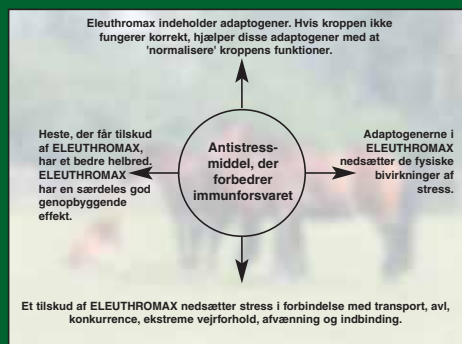 Eleuthromax indeholder adaptogener. Hvis kroppen ikke
fungerer korrekt, hjælper disse adaptogener med at
'normalisere' kroppens funktioner.
Heste, der får tilskud
af ELEUTHROMAX,
har et bedre helbred.
ELEUTHROMAX
har en særdeles god
genopbyggende
effekt.
Antistress-
middel, der
forbedrer
immunforsvaret
Adaptogenerne i
ELEUTHROMAX
nedsætter de fysiske
bivirkninger af
stress.
Et tilskud af ELEUTHROMAX nedsætter stress i forbindelse med transport, avl,
konkurrence, ekstreme vejrforhold, afvænning og indbinding.